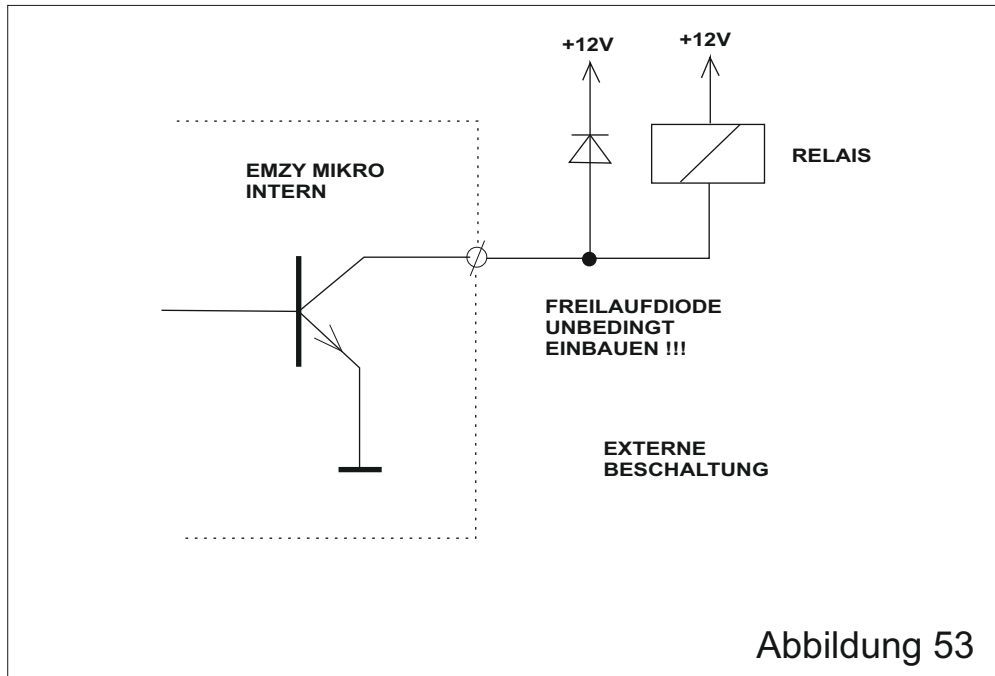 +12V
+12V
EMZY MIKRO
INTERN
RELAIS
FREILAUFDIODE
UNBEDINGT
EINBAUEN !!!
EXTERNE
BESCHALTUNG
Abbildung 53